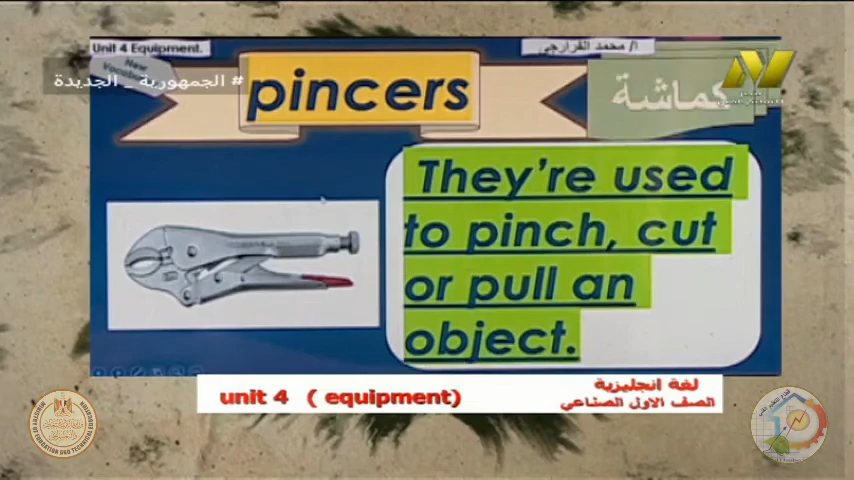 Unit 4 Equipment.
ا/ محمد القرارجي
New
# الجمهورية _ الجديدة
pincers
كماشة
They're used
to pinch, cut
or pull an
object.
unit 4 ( equipment)
لغة انجليزية
الصف الاول الصناعي